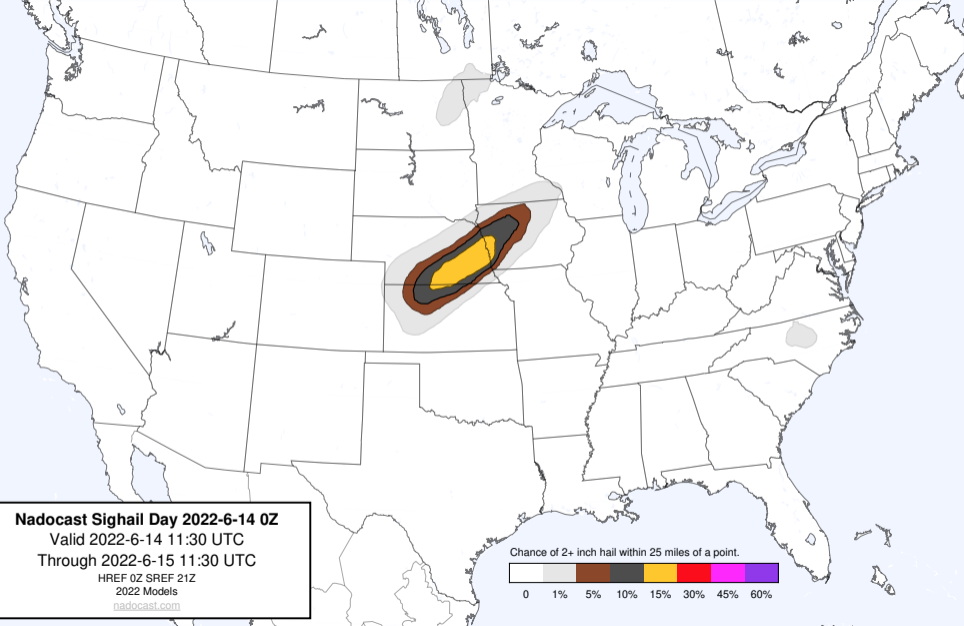 Nadocast Sighail Day 2022-6-14 0Z
Valid 2022-6-14 11:30 UTC
Through 2022-6-15 11:30 UTC
HREF 0Z SREF 21Z
2022 Models
nadocast.com
Chance of 2+ inch hail within 25 miles of a point.
0 1% 5% 10% 15% 30% 45% 60%